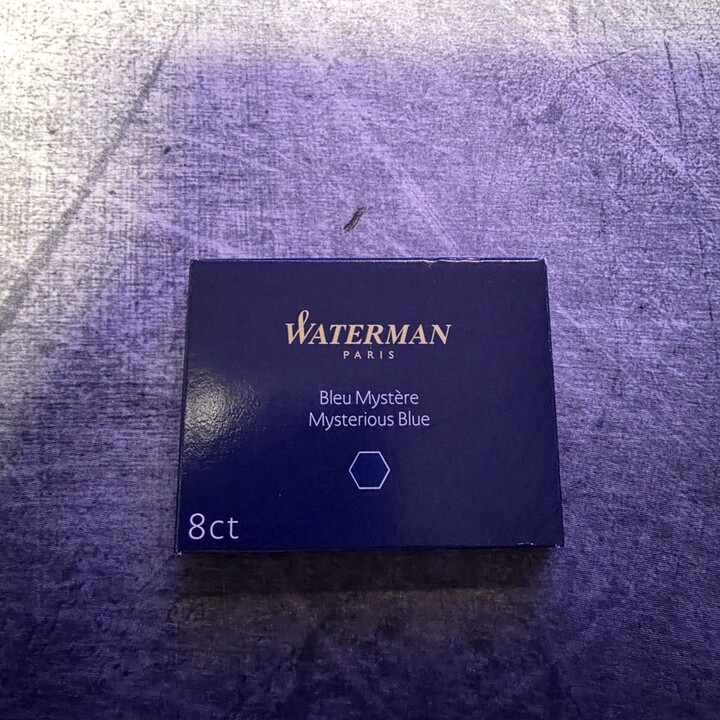 WATERMAN
PARIS
Bleu Mystère
Mysterious Blue
8ct